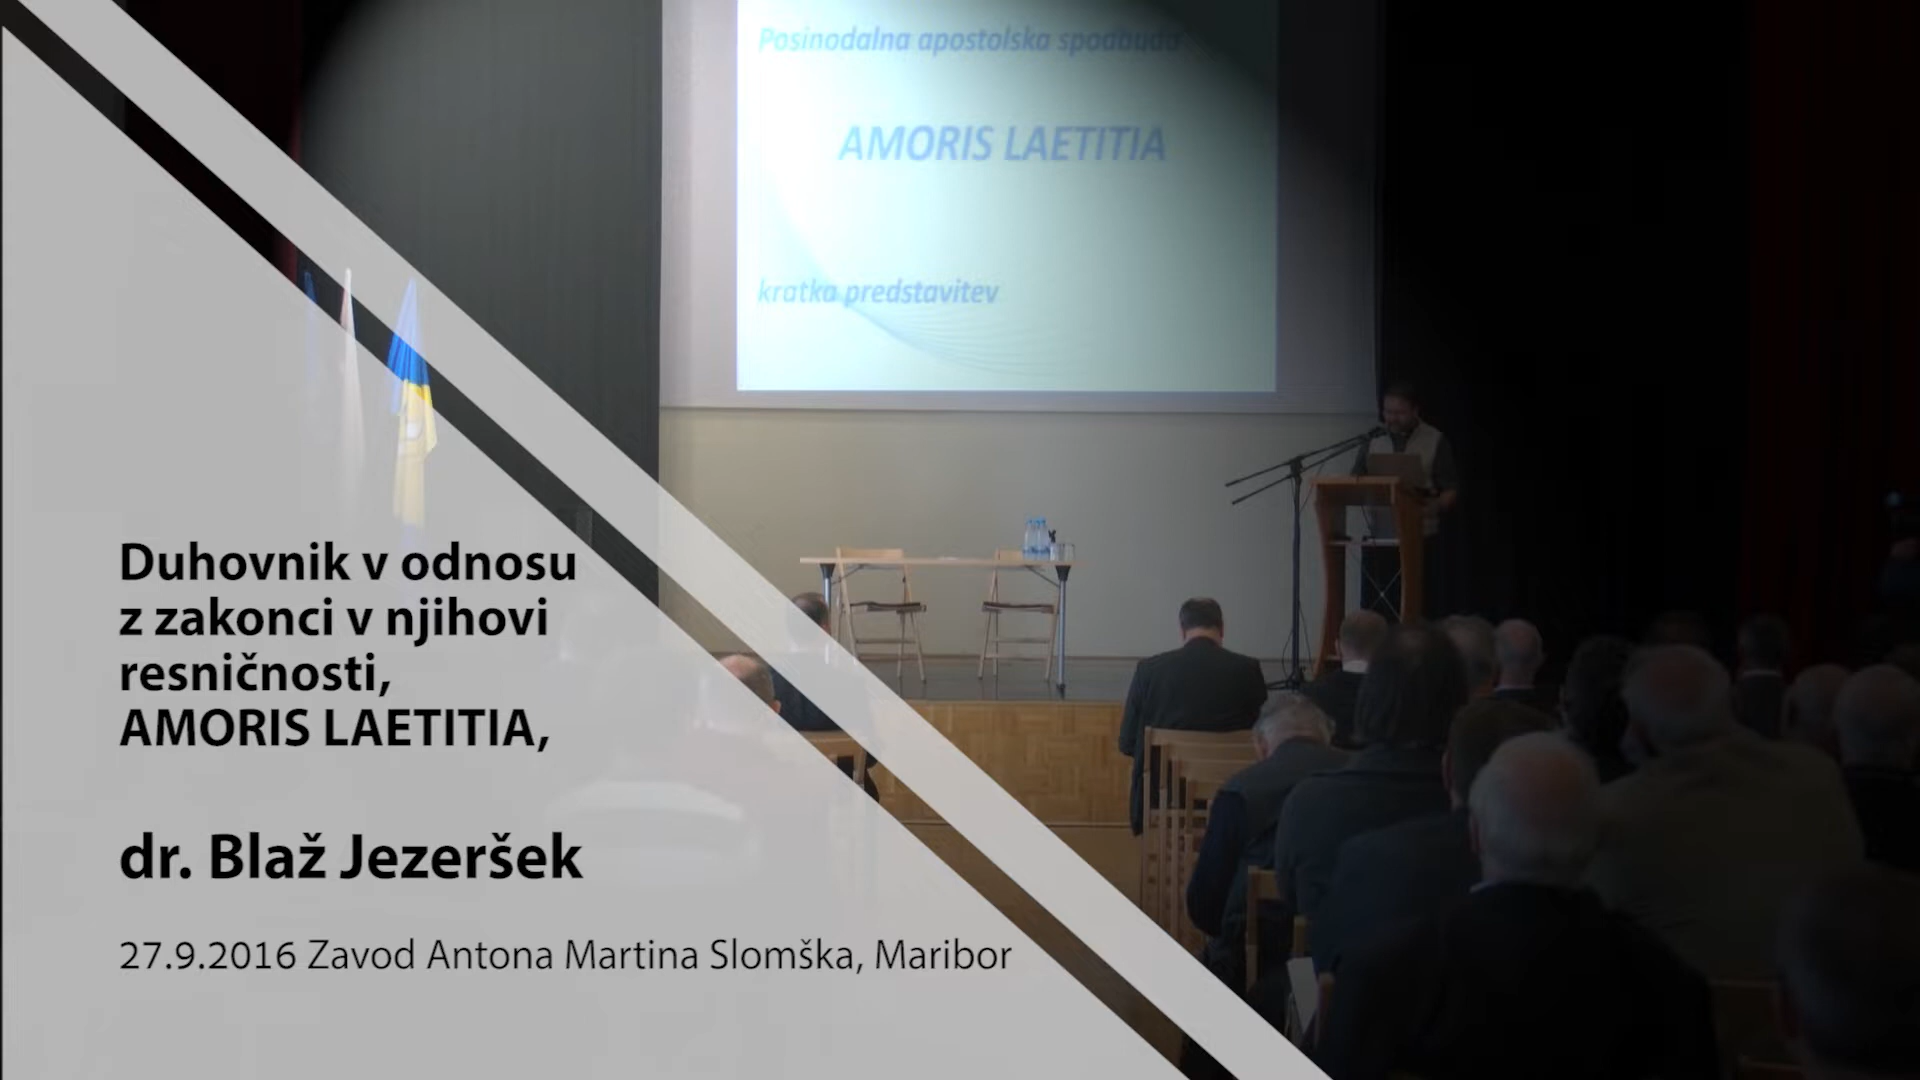 Posinodalna apostolska spodbuda
AMORIS LAETITIA
kratka predstavitev
Duhovnik v odnosu
z zakonci v njihovi
resničnosti,
AMORIS LAETITIA,
dr. Blaž Jezeršek
27.9.2016 Zavod Antona Martina Slomška, Maribor